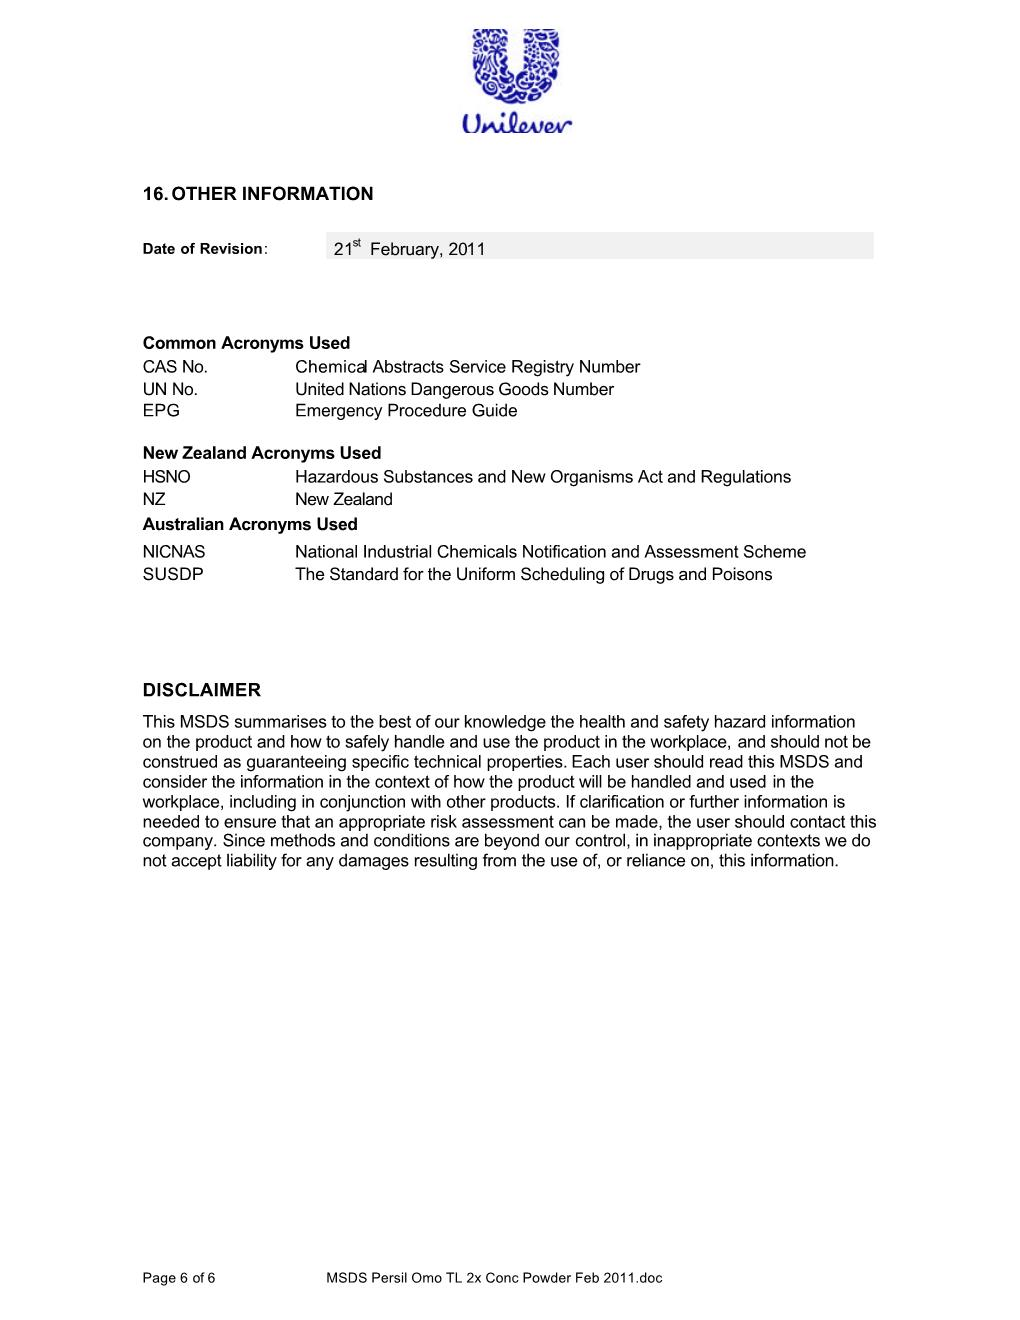 Unilever
16. OTHER INFORMATION
Date of Revision: 21st February, 2011
Common Acronyms Used
CAS No. Chemical Abstracts Service Registry Number
UN No. United Nations Dangerous Goods Number
EPG Emergency Procedure Guide
New Zealand Acronyms Used
HSNO Hazardous Substances and New Organisms Act and Regulations
NZ New Zealand
Australian Acronyms Used
NICNAS National Industrial Chemicals Notification and Assessment Scheme
SUSDP The Standard for the Uniform Scheduling of Drugs and Poisons
DISCLAIMER
This MSDS summarises to the best of our knowledge the health and safety hazard information
on the product and how to safely handle and use the product in the workplace, and should not be
construed as guaranteeing specific technical properties. Each user should read this MSDS and
consider the information in the context of how the product will be handled and used in the
workplace, including in conjunction with other products. If clarification or further information is
needed to ensure that an appropriate risk assessment can be made, the user should contact this
company. Since methods and conditions are beyond our control, in inappropriate contexts we do
not accept liability for any damages resulting from the use of, or reliance on, this information.
Page 6 of 6 MSDS Persil Omo TL 2x Conc Powder Feb 2011.doc